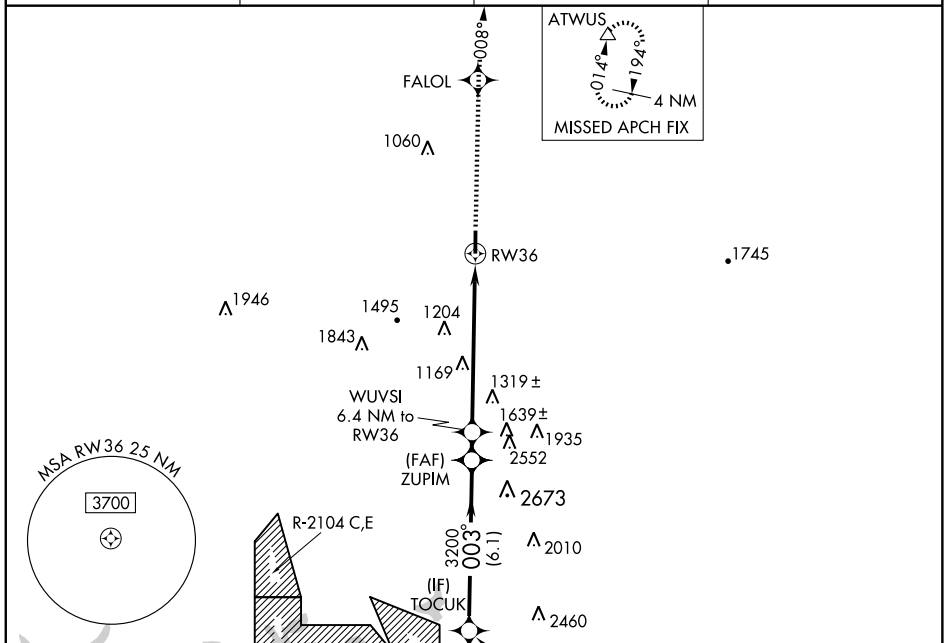 008°
ATWUS
014°
194°
4 NM
MISSED APCH FIX
FALOL
1060
RW36
1745
1946
1495
1204
1843
1169
1319 ±
WUVSI
6.4 NM to
RW36
1639±
1935
2552
(FAF)
ZUPIM
MSA RW36 25 NM
3700
2673
R-2104 C,E
3200
003°
(6.1)
2010
(IF)
TOCUK
2460